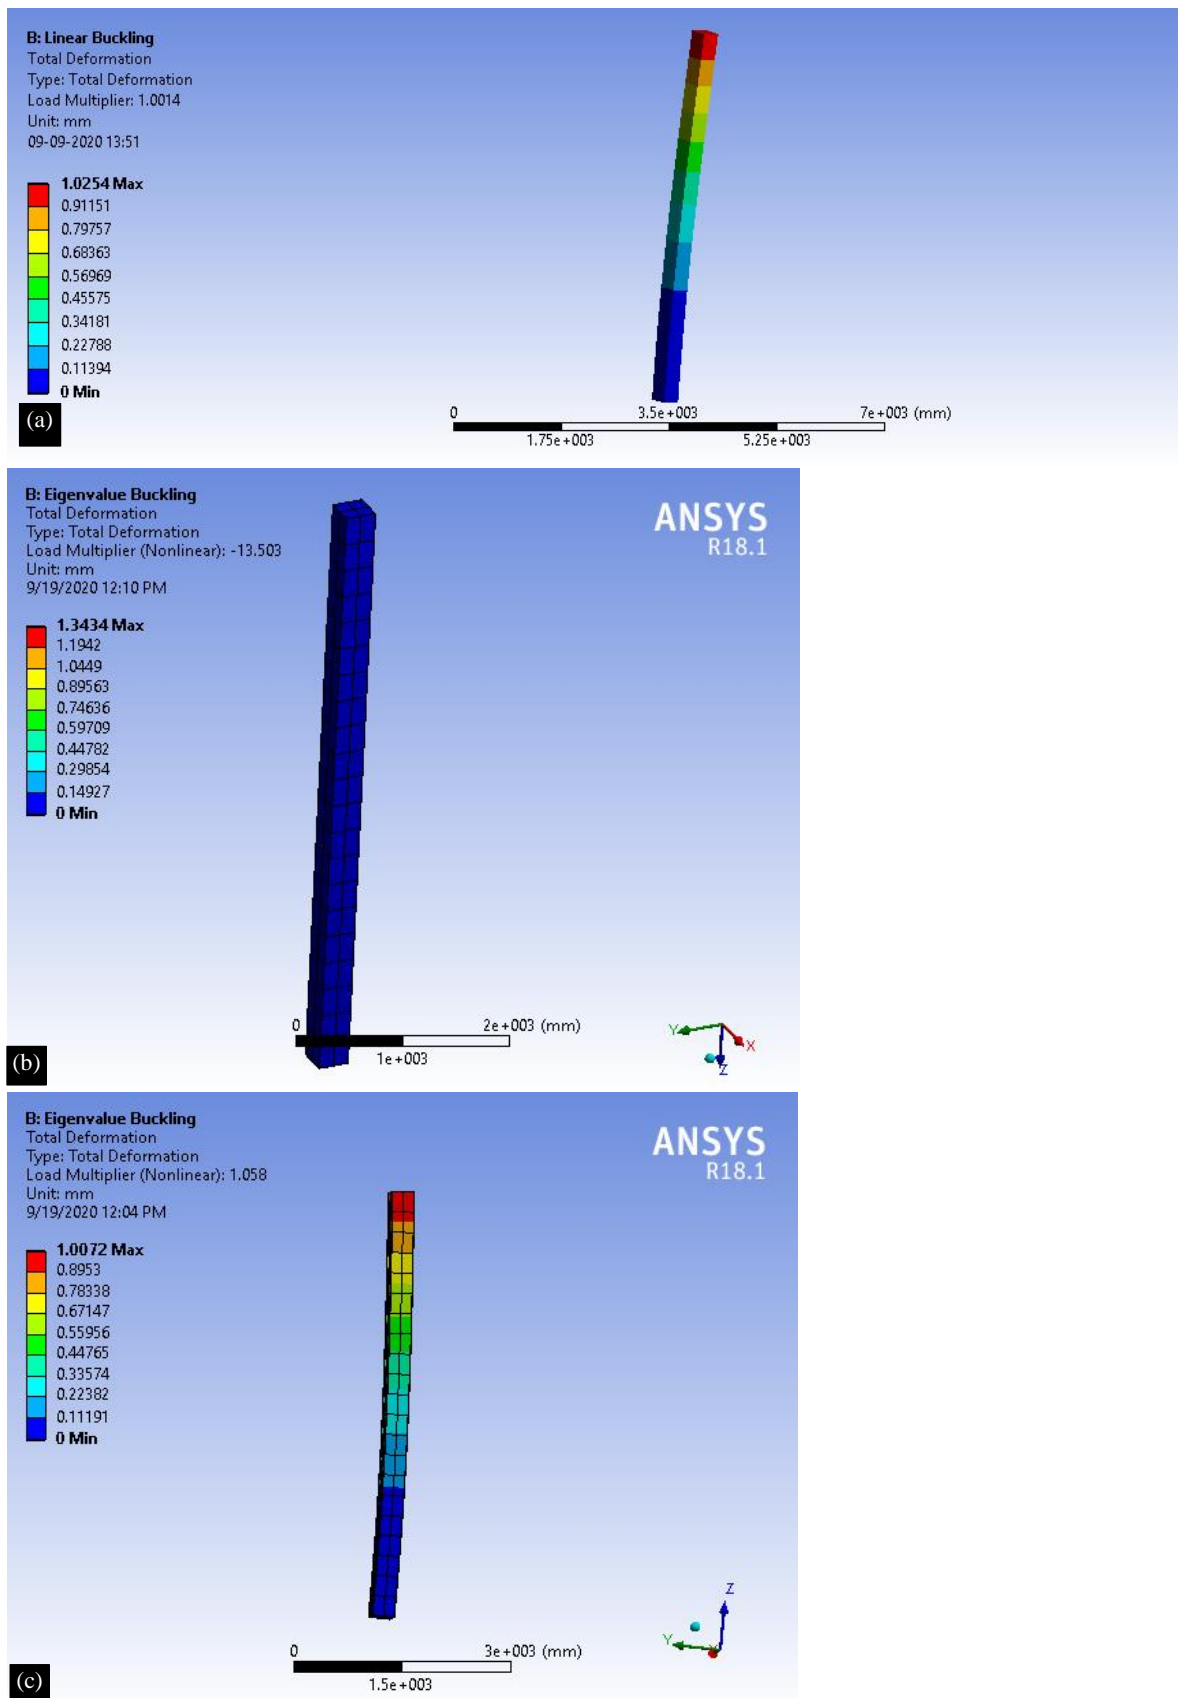 B: Linear Buckling
Total Deformation
Type: Total Deformation
Load Multiplier: 1.0014
Unit: mm
09-09-2020 13:51
1.0254 Max
0.91151
0.79757
0.68363
0.56969
0.45575
0.34181
0.22788
0.11394
0 Min
(a)
0 3.5e+003 7e+003 (mm)
1.75e+003 5.25e+003
B: Eigenvalue Buckling
Total Deformation
Type: Total Deformation
Load Multiplier (Nonlinear): -13.503
Unit: mm
9/19/2020 12:10 PM
ANSYS
R18.1
1.3434 Max
1.1942
1.0449
0.89563
0.74636
0.59709
0.44782
0.29854
0.14927
0 Min
0 2e+003 (mm)
1e+003
Y
X
Z
(b)
B: Eigenvalue Buckling
Total Deformation
Type: Total Deformation
Load Multiplier (Nonlinear): 1.058
Unit: mm
9/19/2020 12:04 PM
ANSYS
R18.1
1.0072 Max
0.8953
0.78338
0.67147
0.55956
0.44765
0.33574
0.22382
0.11191
0 Min
Z
Y
0 3e+003 (mm)
1.5e+003
(c)